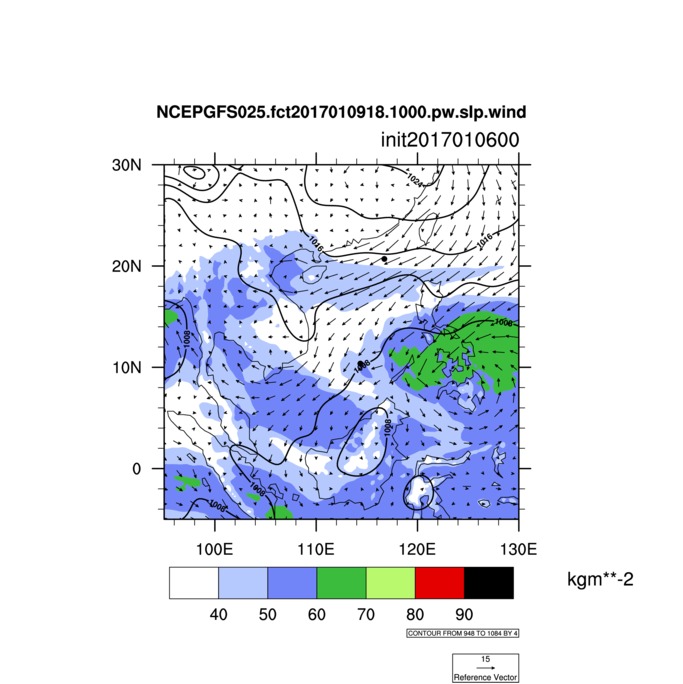 NCEPGFS025.fct2017010918.1000.pw.slp.wind
init2017010600
30N
20N
10N
0
1024
1016
1016
1008
1008
1008
1008
1008
1008
100E
110E
120E
130E
40
50
60
70
80
90
kgm**-2
CONTOUR FROM 948 TO 1084 BY 4
15
Reference Vector